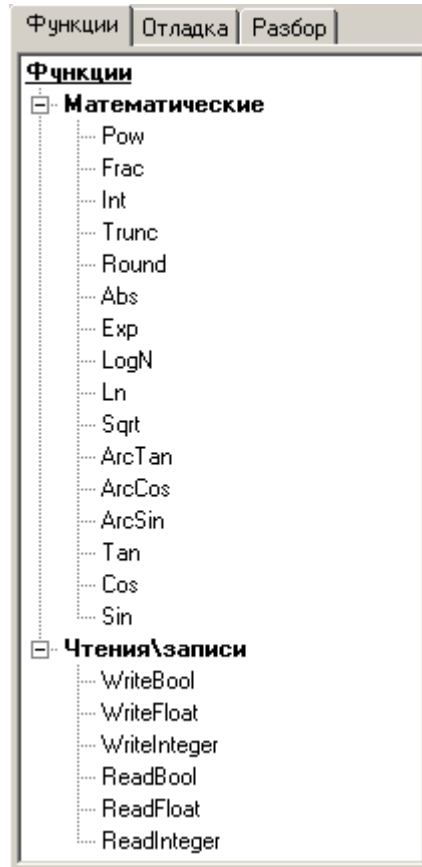 Функции Отладка Разбор
Функции
Математические
Pow
Frac
Int
Trunc
Round
Abs
Exp
LogN
Ln
Sqrt
ArcTan
ArcCos
ArcSin
Tan
Cos
Sin
Чтения\записи
WriteBool
WriteFloat
WriteInteger
ReadBool
ReadFloat
ReadInteger